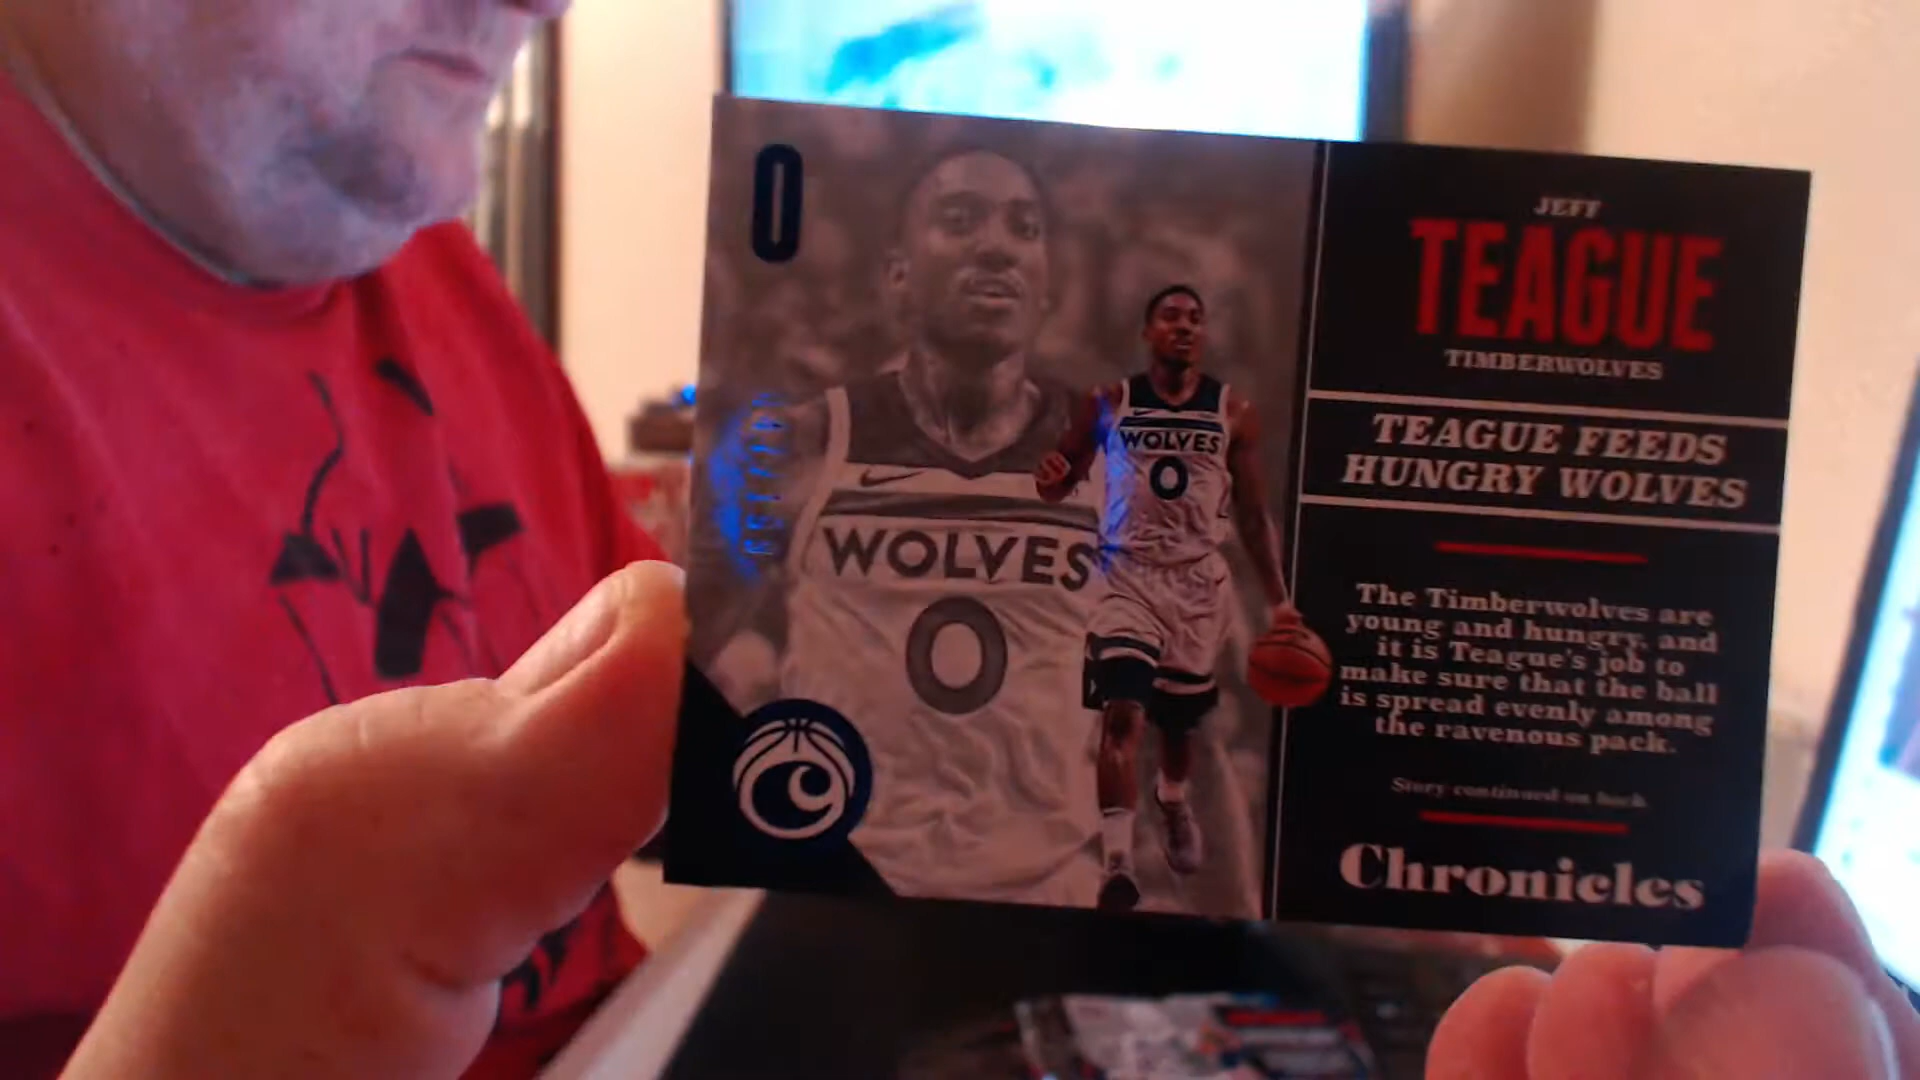 0
WOLVES
0
WOLVES
0
JEFF
TEAGUE
TIMBERWOLVES
TEAGUE FEEDS
HUNGRY WOLVES
The Timberwolves are
young and hungry, and
it is Teague's job to
make sure that the ball
is spread evenly among
the ravenous pack.
Story continued on back
Chronicles